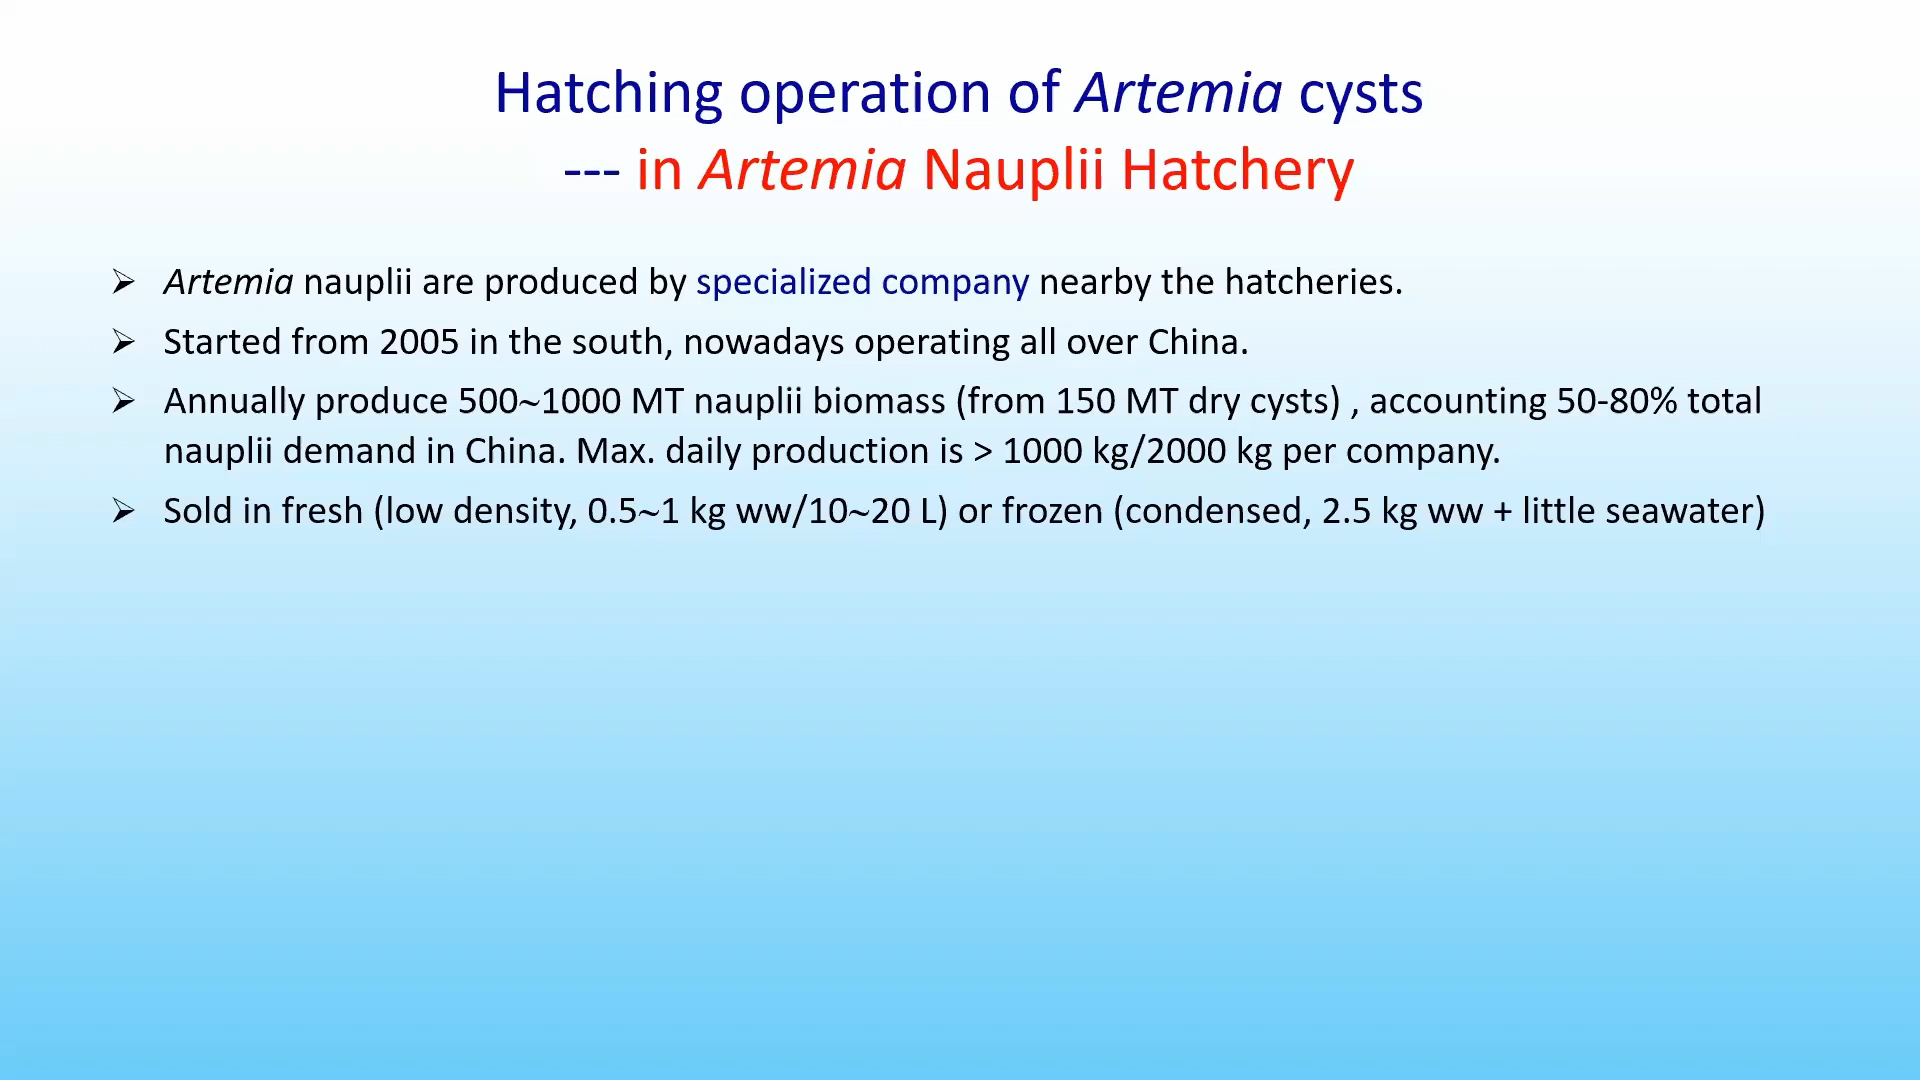 Hatching operation of Artemia cysts
--- in Artemia Nauplii Hatchery
➢ Artemia nauplii are produced by specialized company nearby the hatcheries.
➢ Started from 2005 in the south, nowadays operating all over China.
➢ Annually produce 500~1000 MT nauplii biomass (from 150 MT dry cysts) , accounting 50-80% total
nauplii demand in China. Max. daily production is > 1000 kg/2000 kg per company.
➢ Sold in fresh (low density, 0.5~1 kg ww/10~20 L) or frozen (condensed, 2.5 kg ww + little seawater)